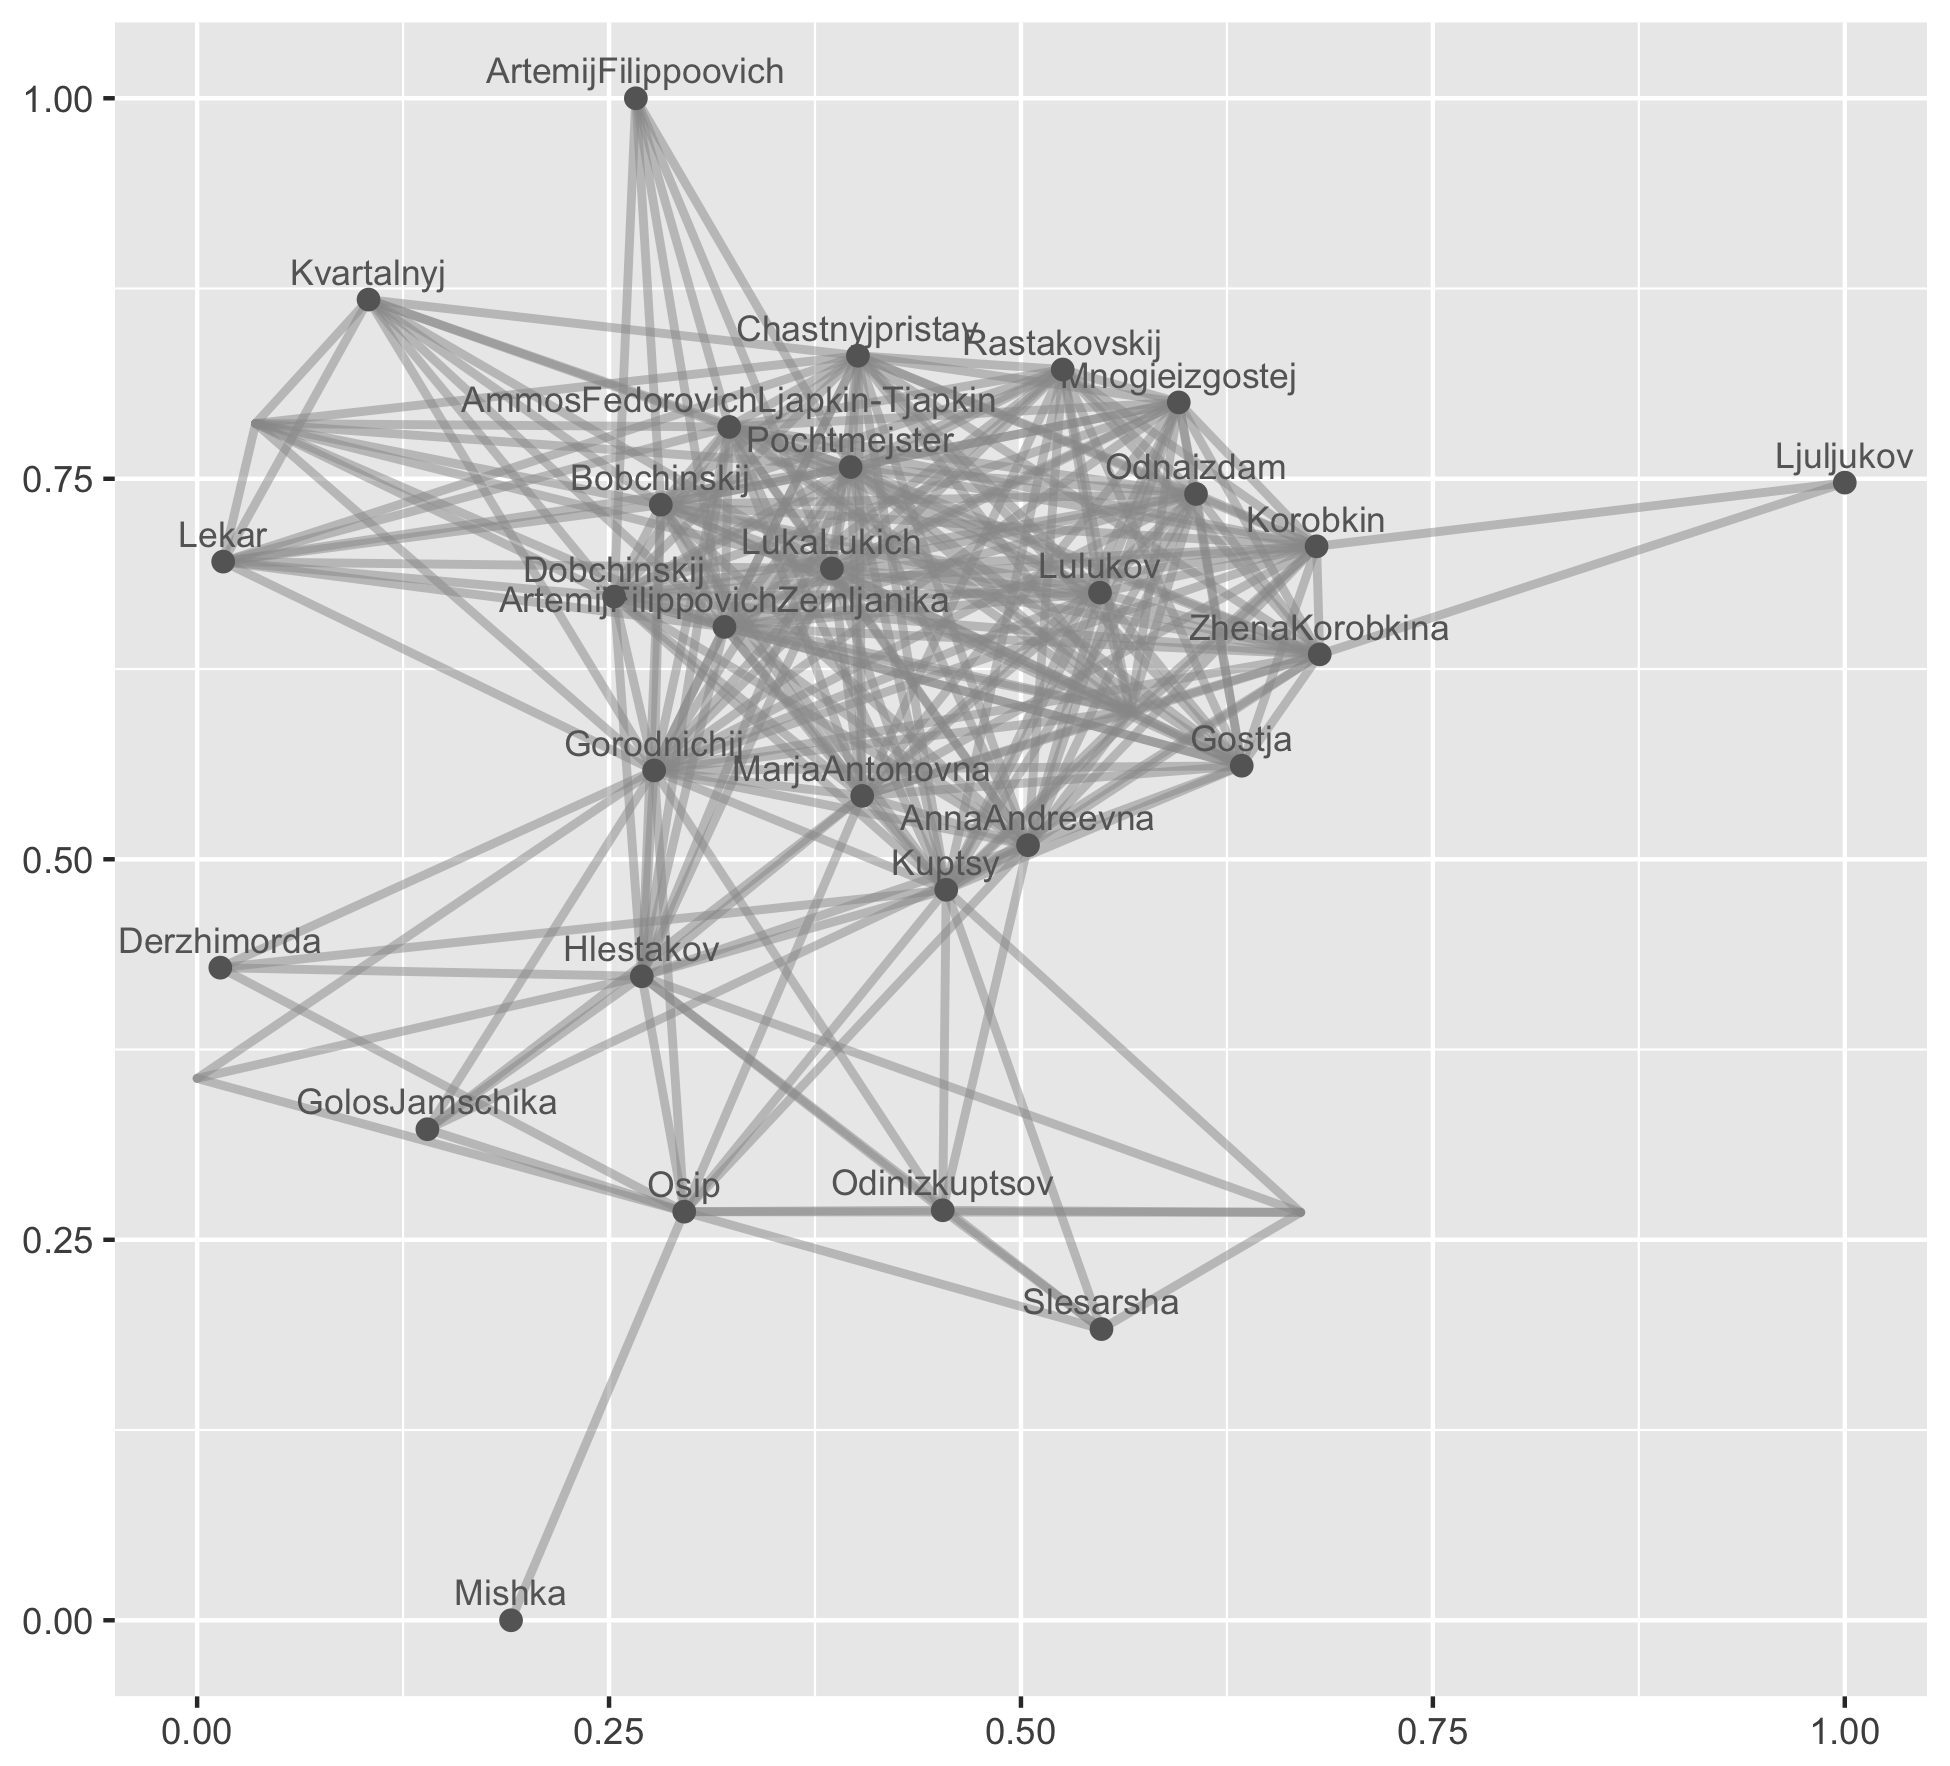 ArtemijFilippoovich
1.00
Kvartalnyj
Chastnyjpristav
Rastakovskij
Mnogieizgostej
AmmosFedorovichLjapkin-Tjapkin
Pochtmejster
Ljuljukov
Odnaizdam
0.75
Bobchinskij
Korobkin
Lekar
LukaLukich
Lulukov
Dobchinskij
ArtemijFilippovichZemljanika
ZhenaKorobkina
Gostja
Gorodnichij
MarjaAntonovna
AnnaAndreevna
0.50
Kuptsy
Derzhimorda
Hlestakov
GolosJamschika
Osip
Odinizkuptsov
0.25
Slesarsha
Mishka
0.00
0.00 0.25 0.50 0.75 1.00